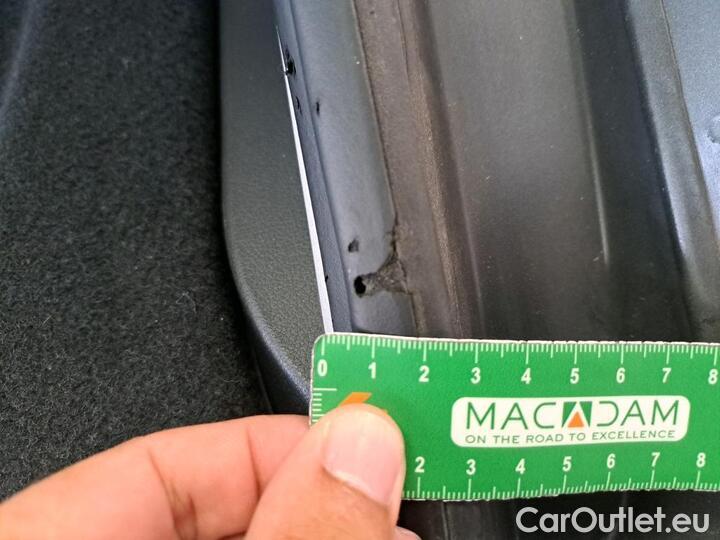 0 1 2 3 4 5 6 7 8
MACADAM
ON THE ROAD TO EXCELLENCE
2 3 4 5 6 7 8
CarOutlet.eu